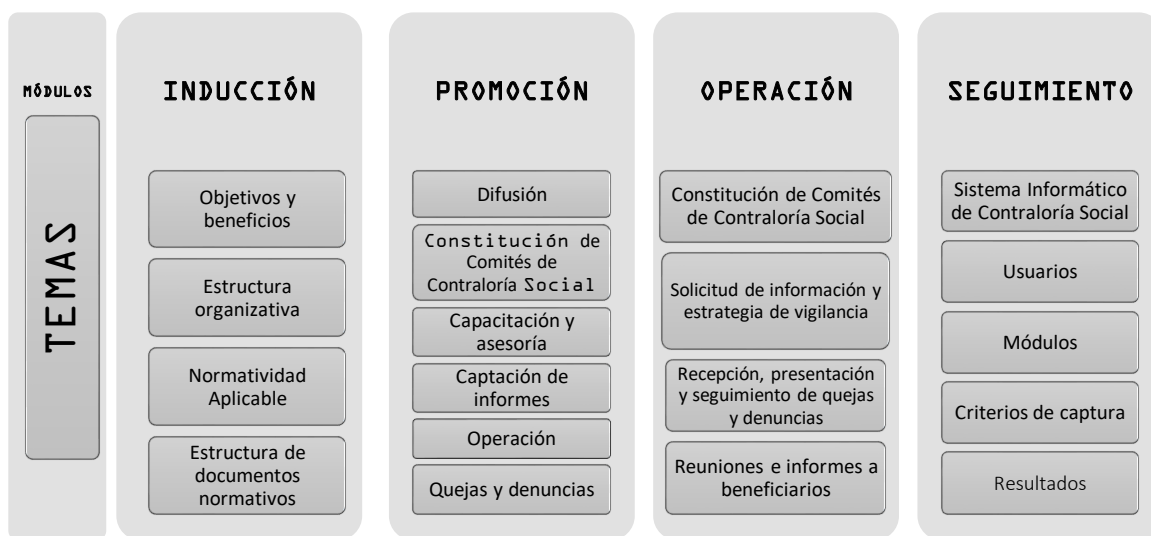 MÓDULOS
TEMAS
INDUCCIÓN
Objetivos y
beneficios
Estructura
organizativa
Normatividad
Aplicable
Estructura de
documentos
normativos
PROMOCIÓN
Difusión
Constitución de
Comités de
Contraloría Social
Capacitación y
asesoría
Captación de
informes
Operación
Quejas y denuncias
OPERACIÓN
Constitución de Comités
de Contraloría Social
Solicitud de información y
estrategia de vigilancia
Recepción, presentación
y seguimiento de quejas
y denuncias
Reuniones e informes a
beneficiarios
SEGUIMIENTO
Sistema Informático
de Contraloría Social
Usuarios
Módulos
Criterios de captura
Resultados